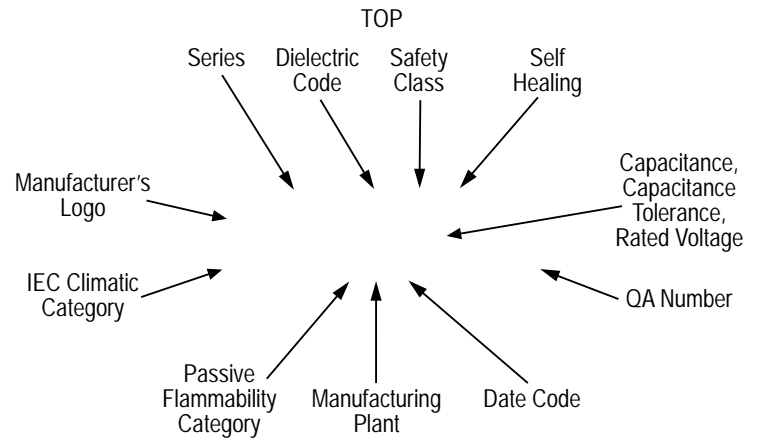 TOP
Series
Dielectric
Code
Safety
Class
Self
Healing
Manufacturer's
Logo
Capacitance,
Capacitance
Tolerance,
Rated Voltage
IEC Climatic
Category
QA Number
Passive
Flammability
Category
Manufacturing
Plant
Date Code